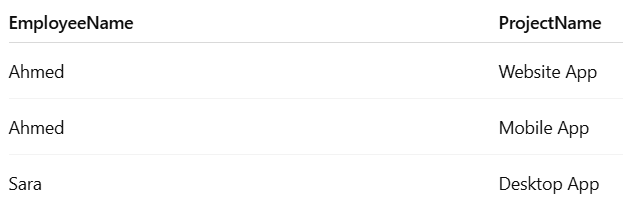 EmployeeName ProjectName
Ahmed Website App
Ahmed Mobile App
Sara Desktop App